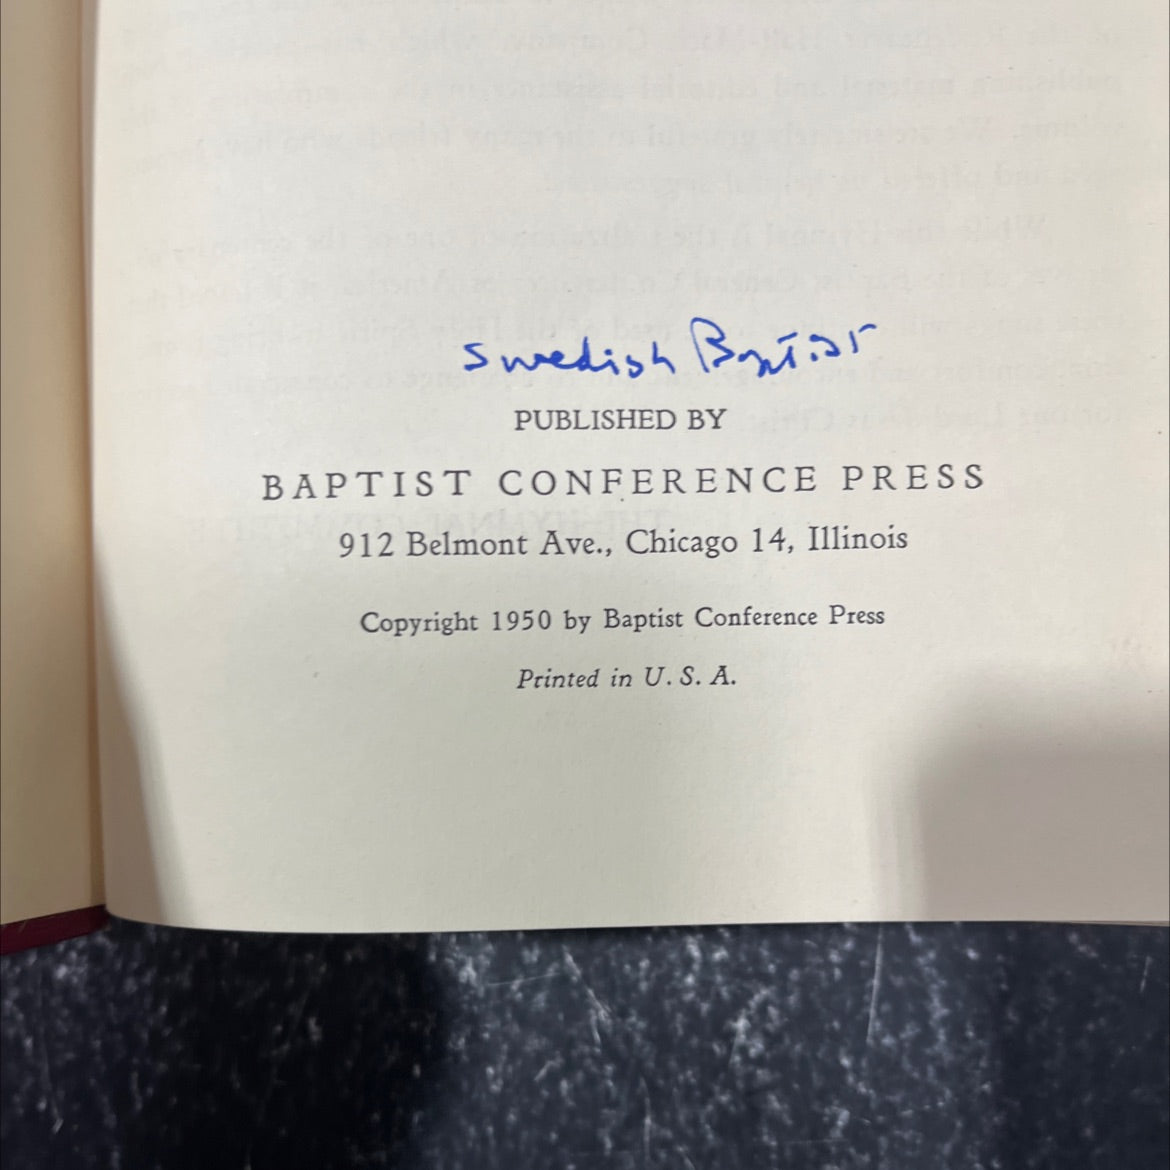 Swedish Baptist
PUBLISHED BY
BAPTIST CONFERENCE PRESS
912 Belmont Ave., Chicago 14, Illinois
Copyright 1950 by Baptist Conference Press
Printed in U. S. A.